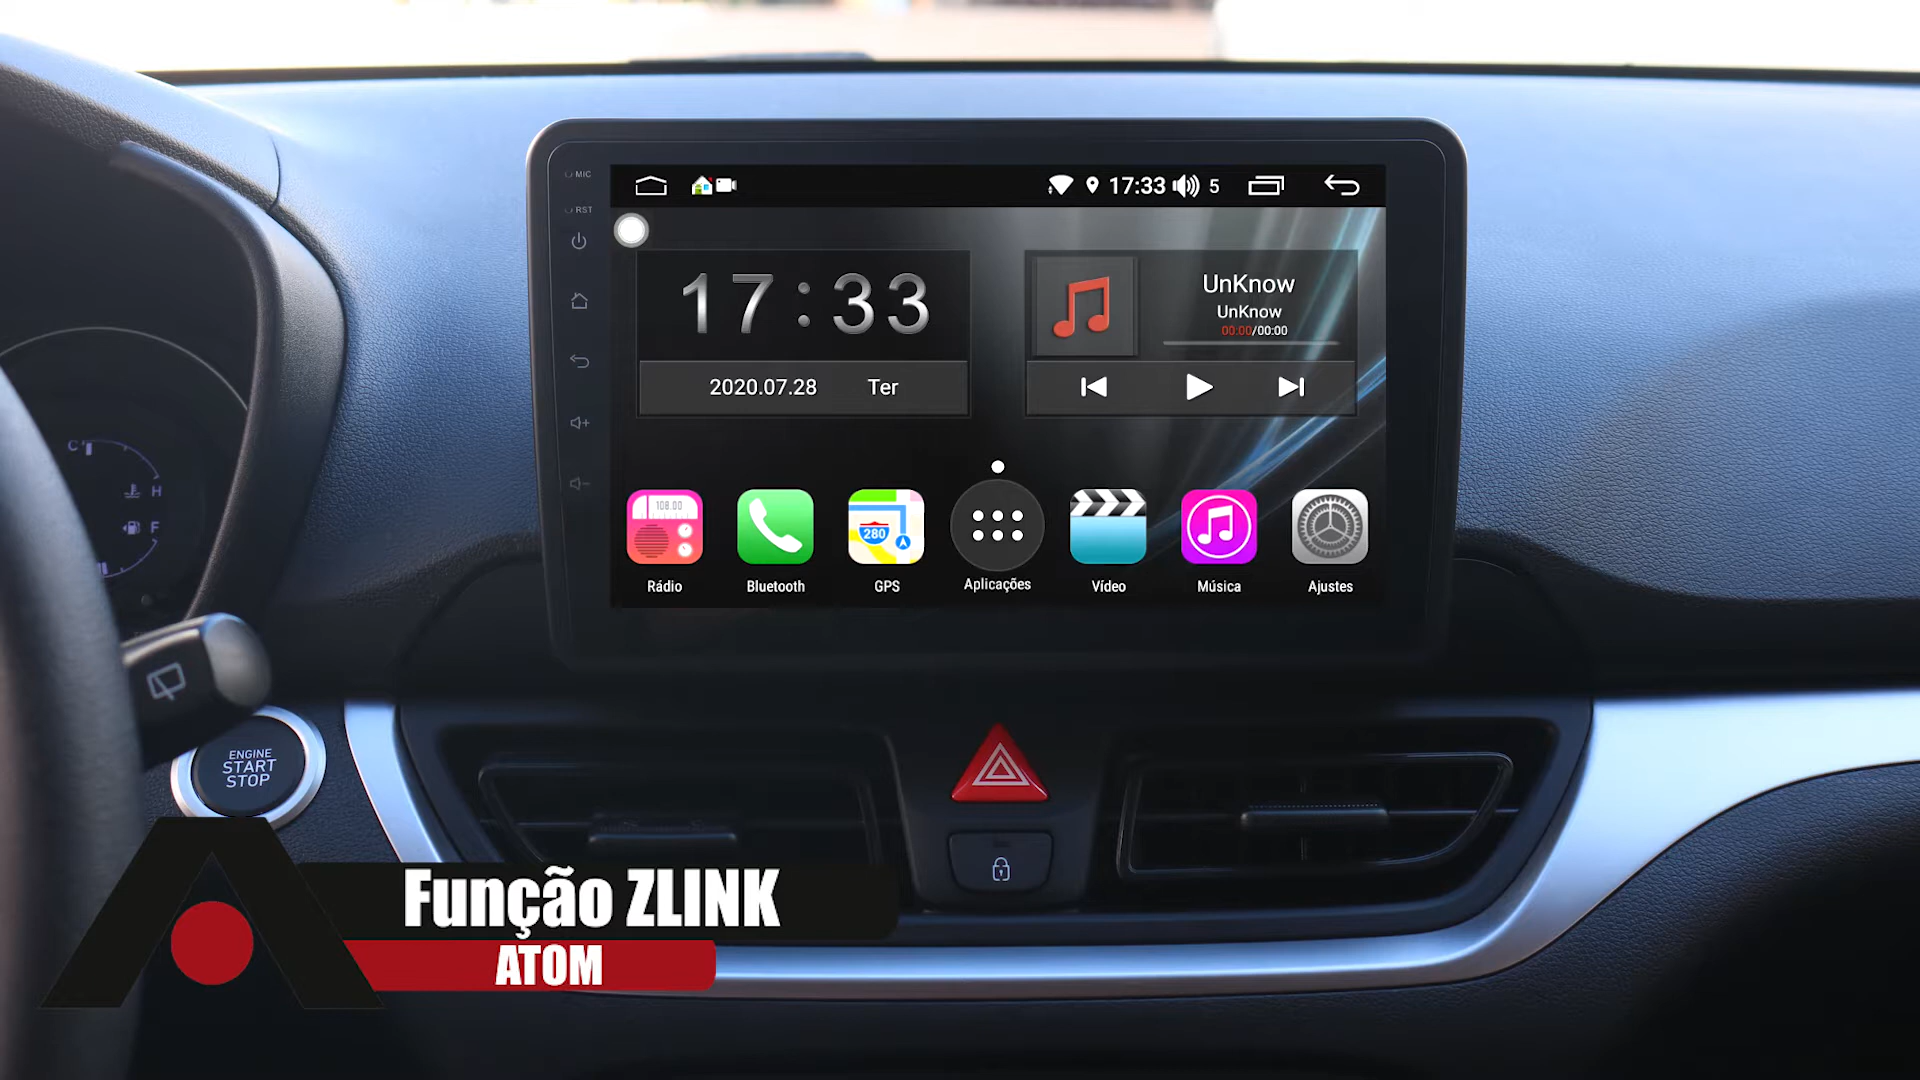 MIC
RST
17:33
5
17:33
2020.07.28 Ter
UnKnow
UnKnow
00:00/00:00
108.00
280
Rádio
Bluetooth
GPS
Aplicações
Vídeo
Música
Ajustes
C
H
F
ENGINE
START
STOP
Função ZLINK
ATOM